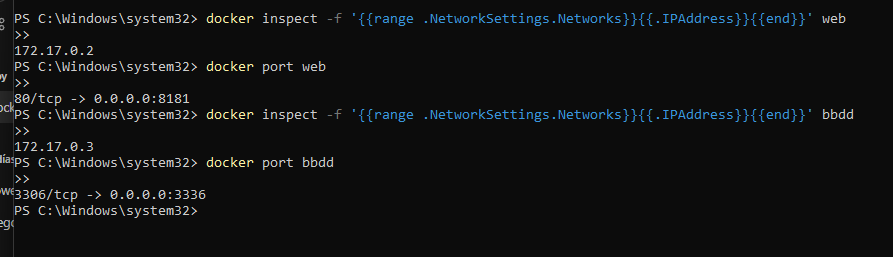 PS C:\Windows\system32> docker inspect -f '{{range .NetworkSettings.Networks}}{{.IPAddress}}{{end}}' web
>>
172.17.0.2
PS C:\Windows\system32> docker port web
>>
80/tcp -> 0.0.0.0:8181
PS C:\Windows\system32> docker inspect -f '{{range .NetworkSettings.Networks}}{{.IPAddress}}{{end}}' bbdd
>>
172.17.0.3
PS C:\Windows\system32> docker port bbdd
>>
3306/tcp -> 0.0.0.0:3336
PS C:\Windows\system32>